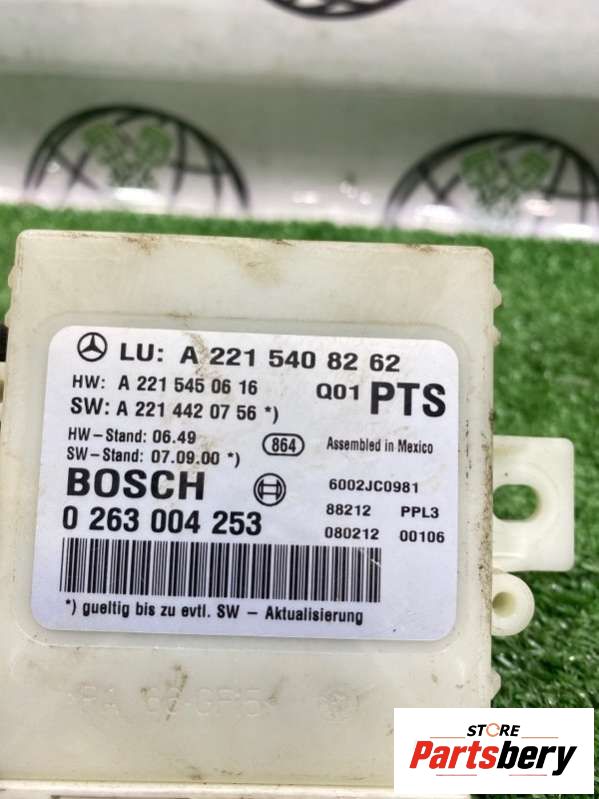 LU: A 221 540 82 62
HW: A 221 545 06 16 Q01 PTS
SW: A 221 442 07 56 *)
HW-Stand: 06.49 864 Assembled in Mexico
SW-Stand: 07.09.00 *)
BOSCH 6002JC0981
88212 PPL3
0 263 004 253 080212 00106
*) gueltig bis zu evtl. SW - Aktualisierung
STORE
Partsbery